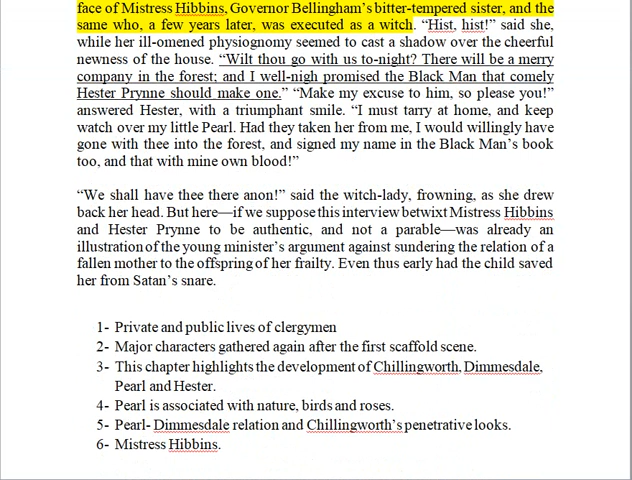 face of Mistress Hibbins, Governor Bellingham's bitter-tempered sister, and the
same who, a few years later, was executed as a witch. “Hist, hist!” said she,
while her ill-omened physiognomy seemed to cast a shadow over the cheerful
newness of the house. “Wilt thou go with us to-night? There will be a merry
company in the forest; and I well-nigh promised the Black Man that comely
Hester Prynne should make one.” “Make my excuse to him, so please you!”
answered Hester, with a triumphant smile. “I must tarry at home, and keep
watch over my little Pearl. Had they taken her from me, I would willingly have
gone with thee into the forest, and signed my name in the Black Man's book
too, and that with mine own blood!”
“We shall have thee there anon!” said the witch-lady, frowning, as she drew
back her head. But here—if we suppose this interview betwixt Mistress Hibbins
and Hester Prynne to be authentic, and not a parable—was already an
illustration of the young minister's argument against sundering the relation of a
fallen mother to the offspring of her frailty. Even thus early had the child saved
her from Satan's snare.
1- Private and public lives of clergymen
2- Major characters gathered again after the first scaffold scene.
3- This chapter highlights the development of Chillingworth, Dimmesdale,
Pearl and Hester.
4- Pearl is associated with nature, birds and roses.
5- Pearl- Dimmesdale relation and Chillingworth's penetrative looks.
6- Mistress Hibbins.